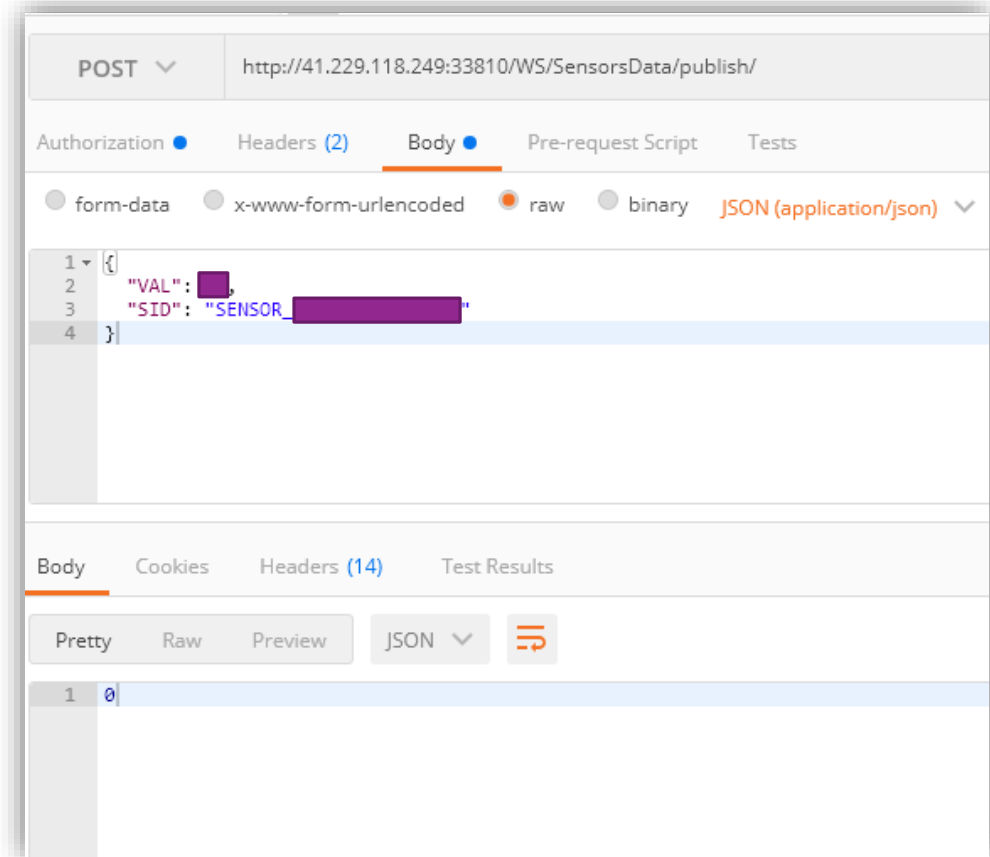 POST http://41.229.118.249:33810/WS/SensorsData/publish/
Authorization Headers (2) Body Pre-request Script Tests
form-data x-www-form-urlencoded raw binary JSON (application/json)
1 {
2 "VAL": ,
3 "SID": "SENSOR_ "
4 }
Body Cookies Headers (14) Test Results
Pretty Raw Preview JSON
1 0